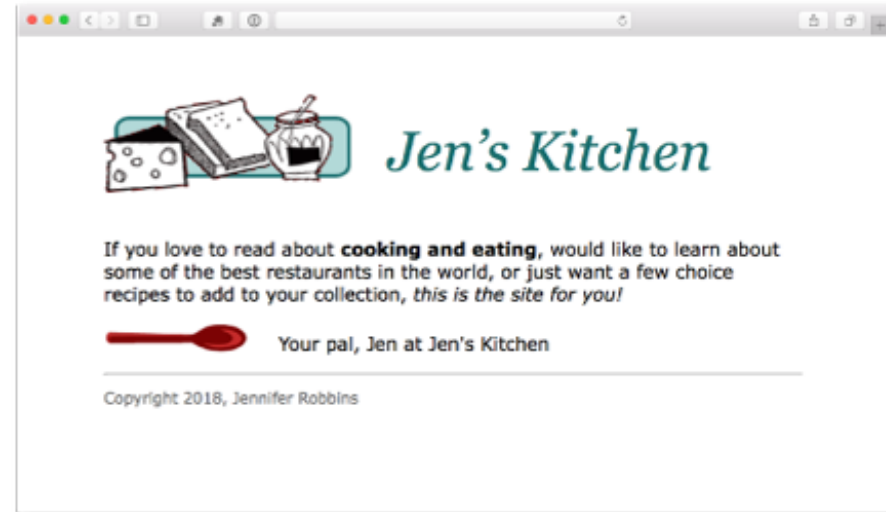 Jen’s Kitchen
If you love to read about cooking and eating, would like to learn about
some of the best restaurants in the world, or just want a few choice
recipes to add to your collection, this is the site for you!
Your pal, Jen at Jen's Kitchen
Copyright 2018, Jennifer Robbins